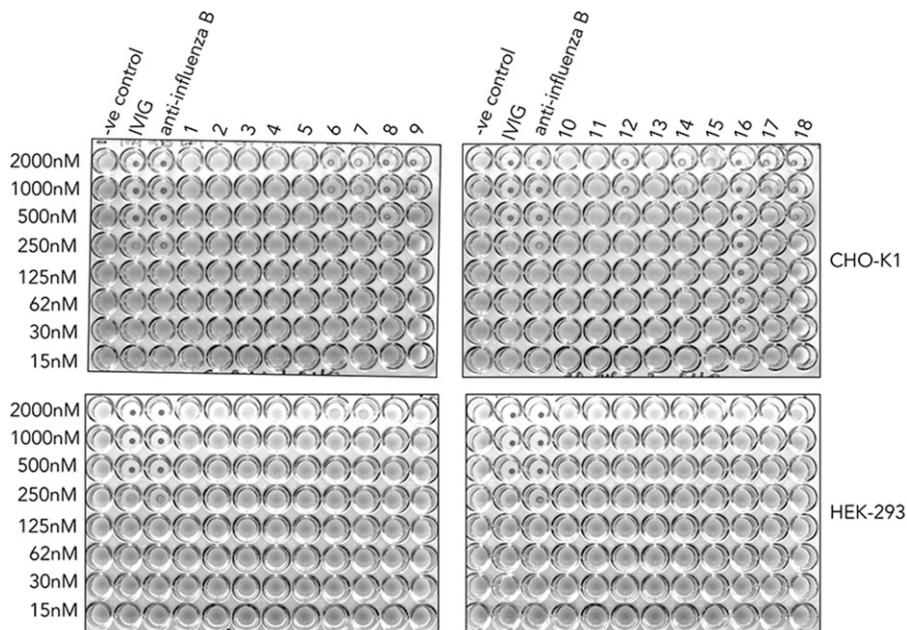 -ve control IVIG anti-influenza B 1 2 3 4 5 6 7 8 9
-ve control IVIG anti-influenza B 10 11 12 13 14 15 16 17 18
2000nM
1000nM
500nM
250nM
125nM
62nM
30nM
15nM
CHO-K1
2000nM
1000nM
500nM
250nM
125nM
62nM
30nM
15nM
HEK-293